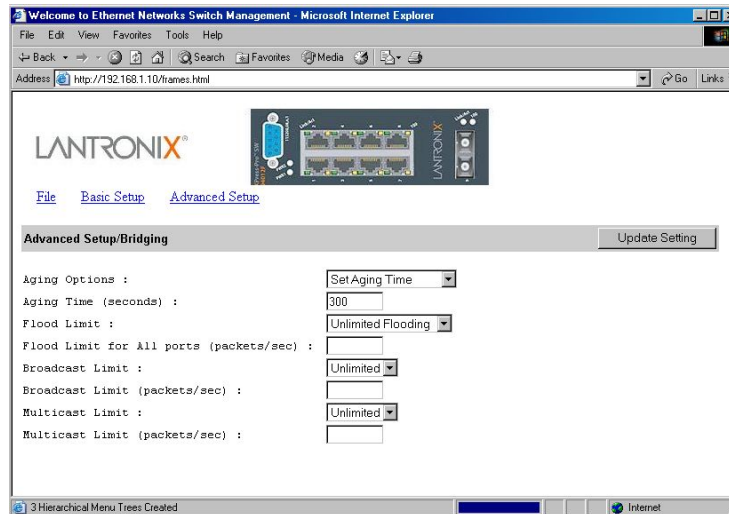 Welcome to Ethernet Networks Switch Management - Microsoft Internet Explorer
File Edit View Favorites Tools Help
Back Search Favorites Media
Address http://192.168.1.10/frames.html Go Links
LANTRONIX®
LANTRONIX
File Basic Setup Advanced Setup
Advanced Setup/Bridging Update Setting
Aging Options : Set Aging Time
Aging Time (seconds) : 300
Flood Limit : Unlimited Flooding
Flood Limit for All ports (packets/sec) :
Broadcast Limit : Unlimited
Broadcast Limit (packets/sec) :
Multicast Limit : Unlimited
Multicast Limit (packets/sec) :
3 Hierarchical Menu Trees Created Internet